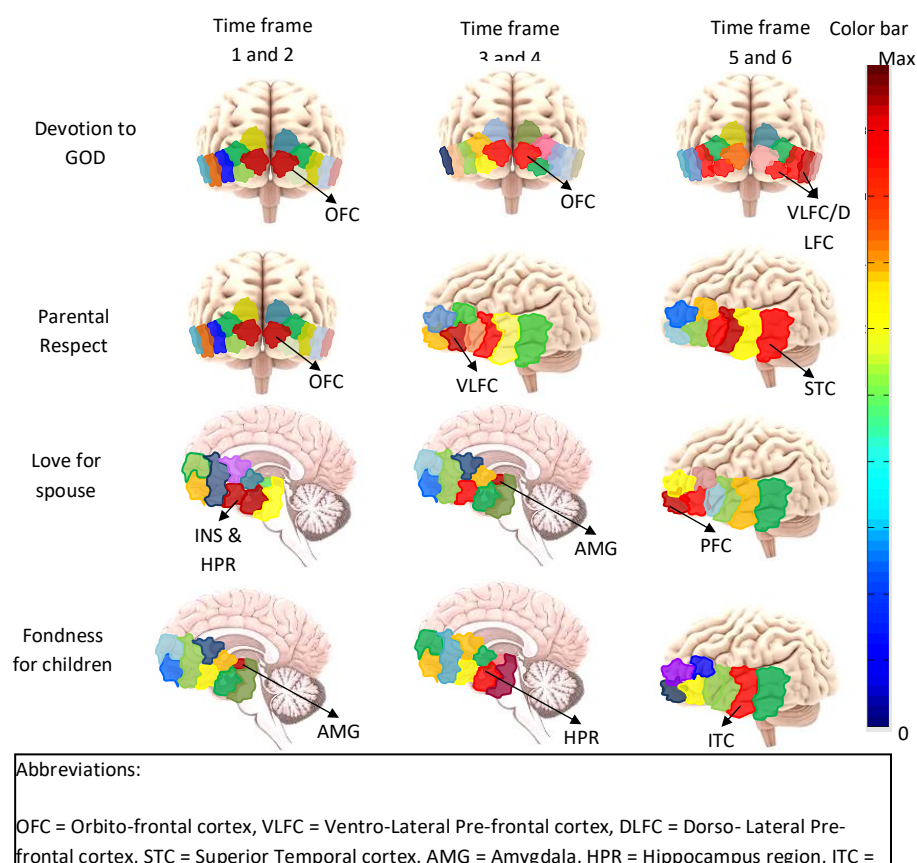 Time frame
1 and 2
Time frame
3 and 4
Time frame
5 and 6
Color bar
Max
Devotion to
GOD
OFC
OFC
VLFC/D
LFC
Parental
Respect
OFC
VLFC
STC
Love for
spouse
INS &
HPR
AMG
PFC
Fondness
for children
AMG
HPR
ITC
0
Abbreviations:
OFC = Orbito-frontal cortex, VLFC = Ventro-Lateral Pre-frontal cortex, DLFC = Dorso- Lateral Pre-
frontal cortex, STC = Superior Temporal cortex, AMG = Amygdala, HPR = Hippocampus region, ITC =